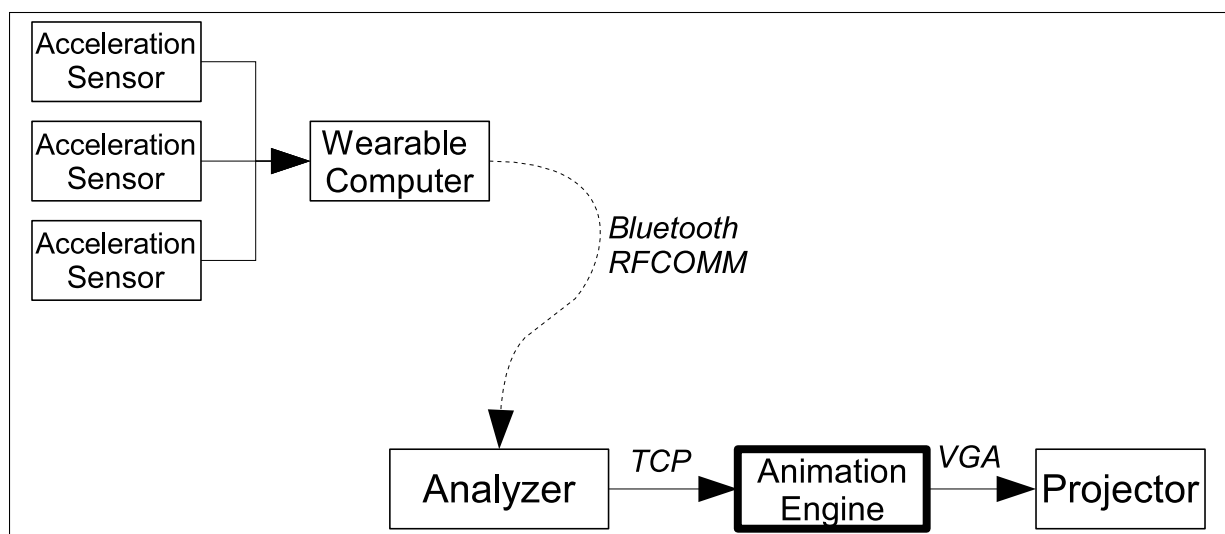 Acceleration
Sensor
Acceleration
Sensor
Acceleration
Sensor
Wearable
Computer
Bluetooth
RFCOMM
Analyzer
TCP
Animation
Engine
VGA
Projector